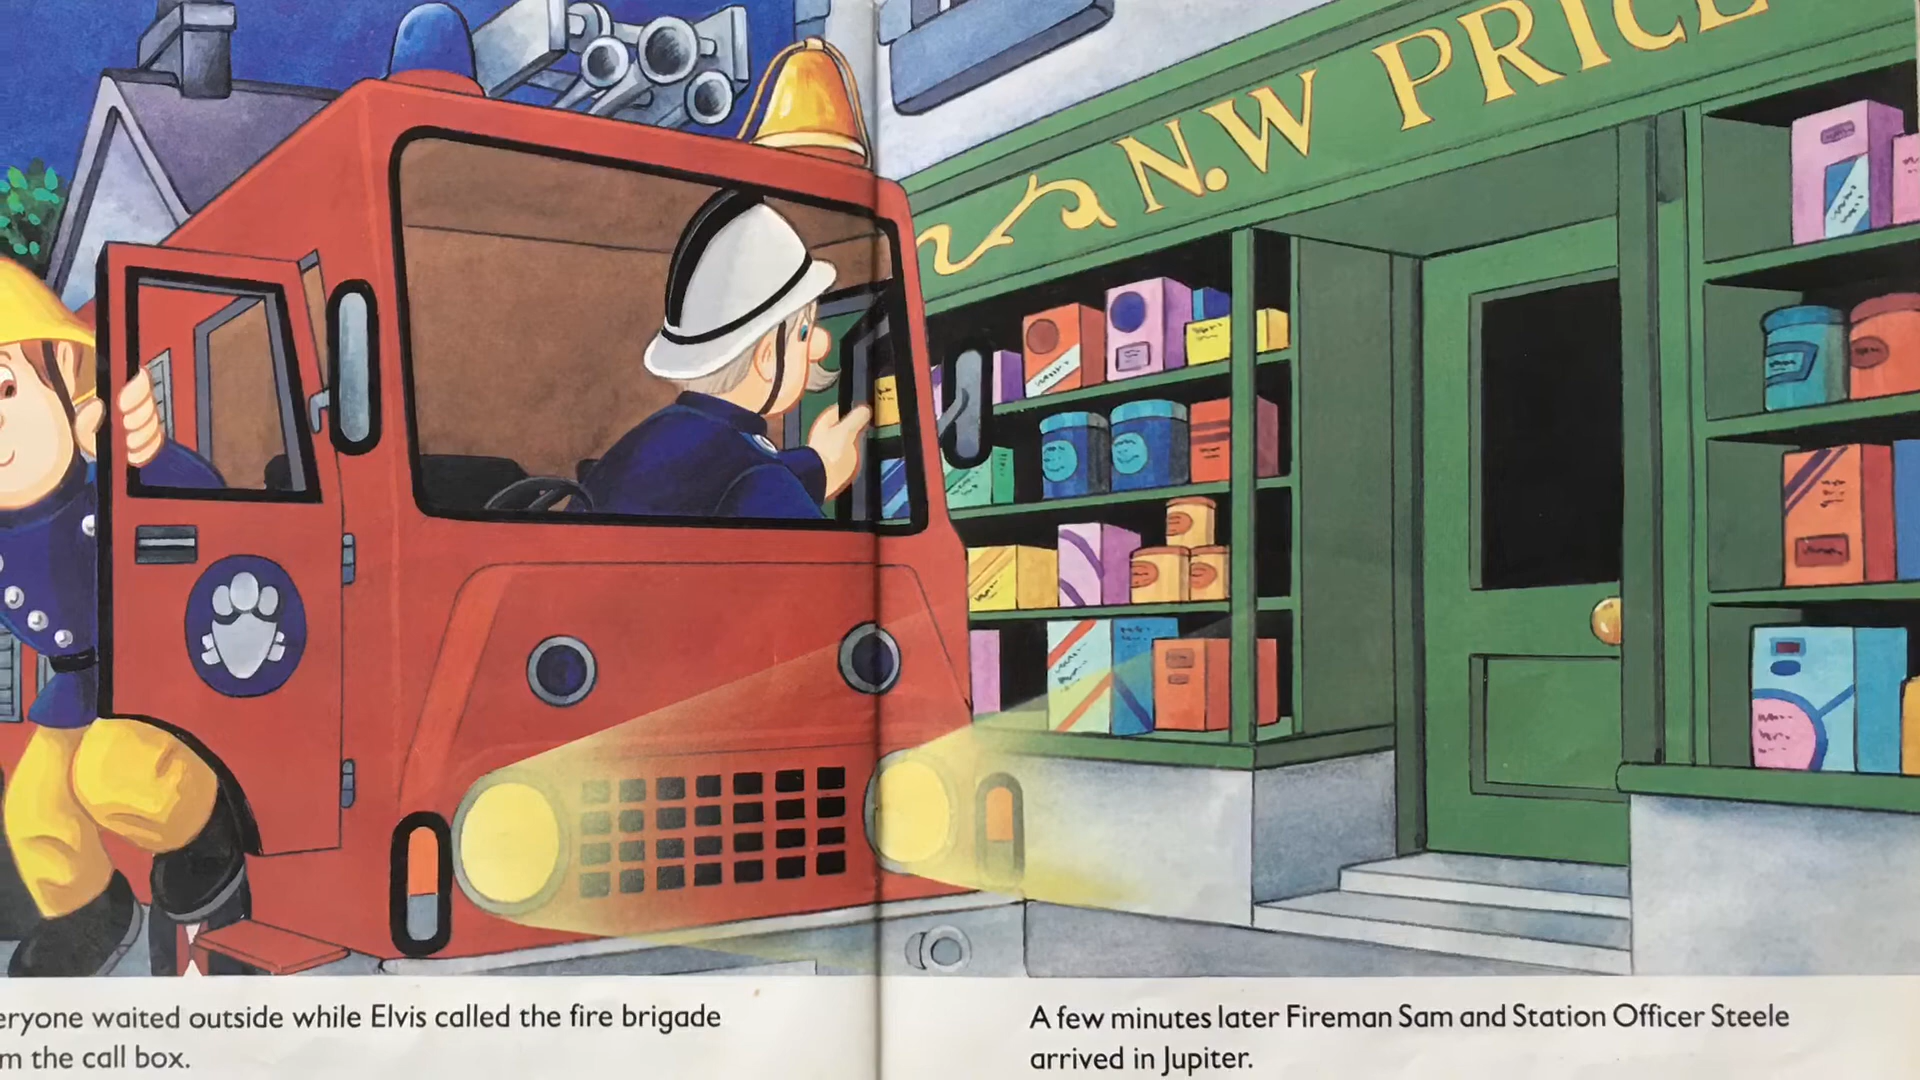 N.W PRICE
eryone waited outside while Elvis called the fire brigade
m the call box.
A few minutes later Fireman Sam and Station Officer Steele
arrived in Jupiter.